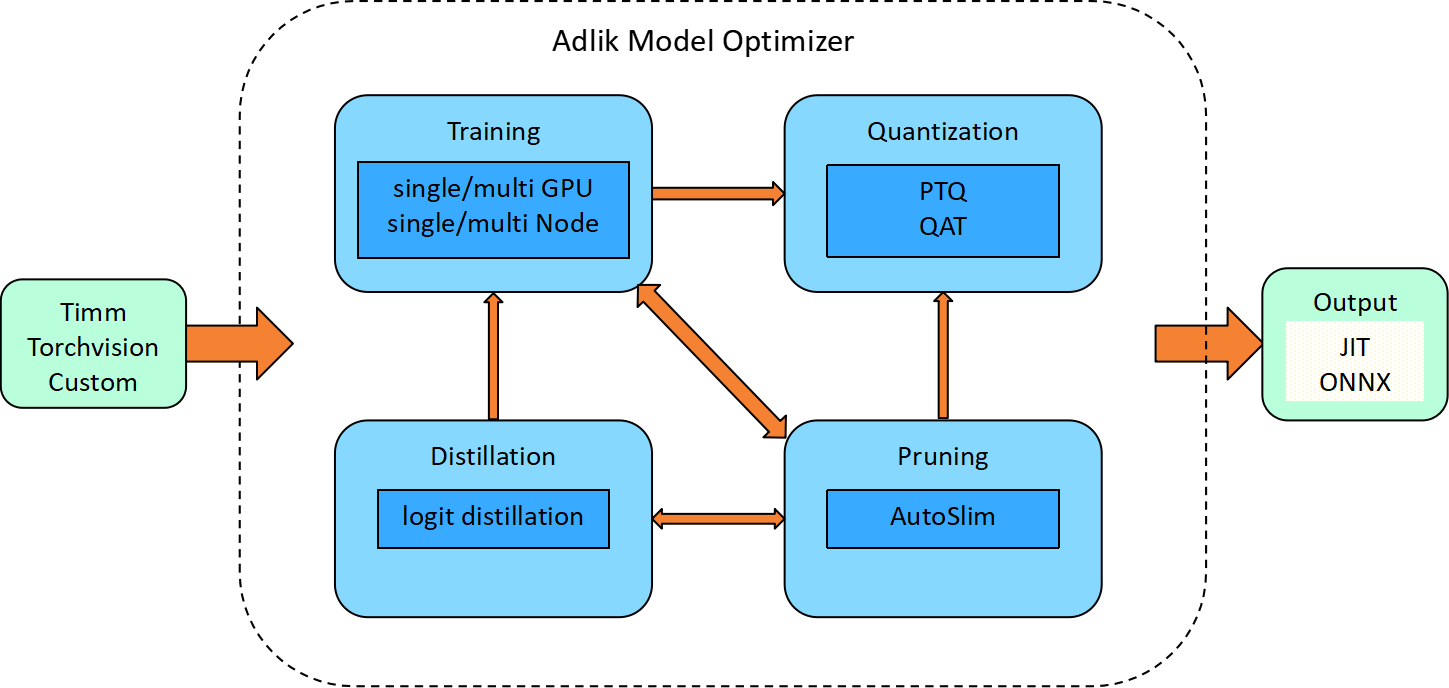 Adlik Model Optimizer
Training
single/multi GPU
single/multi Node
Quantization
PTQ
QAT
Timm
Torchvision
Custom
Output
JIT
ONNX
Distillation
logit distillation
Pruning
AutoSlim